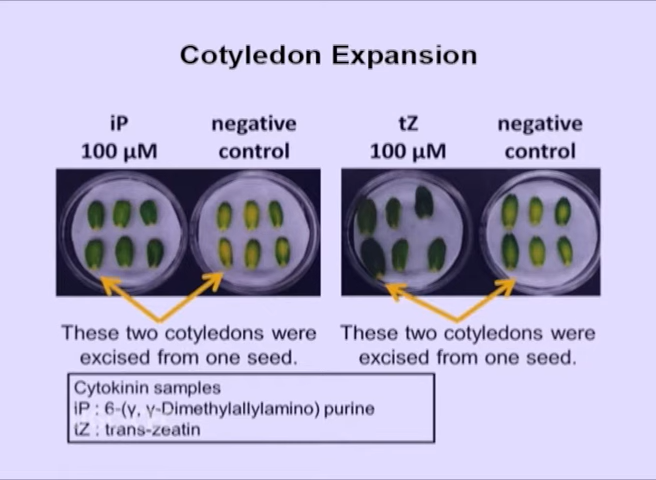 Cotyledon Expansion
iP
100 µM
negative
control
tZ
100 µM
negative
control
These two cotyledons were
excised from one seed.
These two cotyledons were
excised from one seed.
Cytokinin samples
iP : 6-(γ, γ-Dimethylallylamino) purine
tZ : trans-zeatin